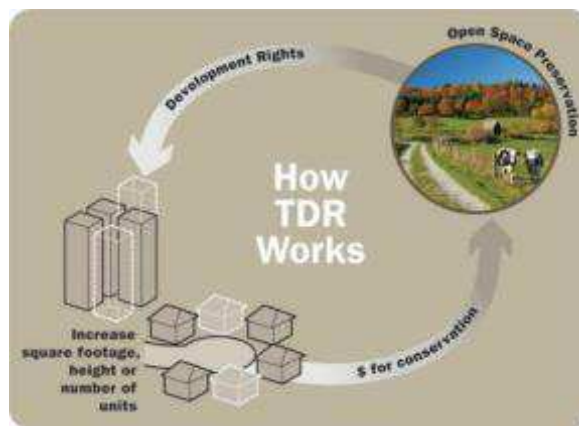 Open Space Preservation
Development Rights
How
TDR
Works
Increase
square footage,
height or
number of
units
$ for conservation